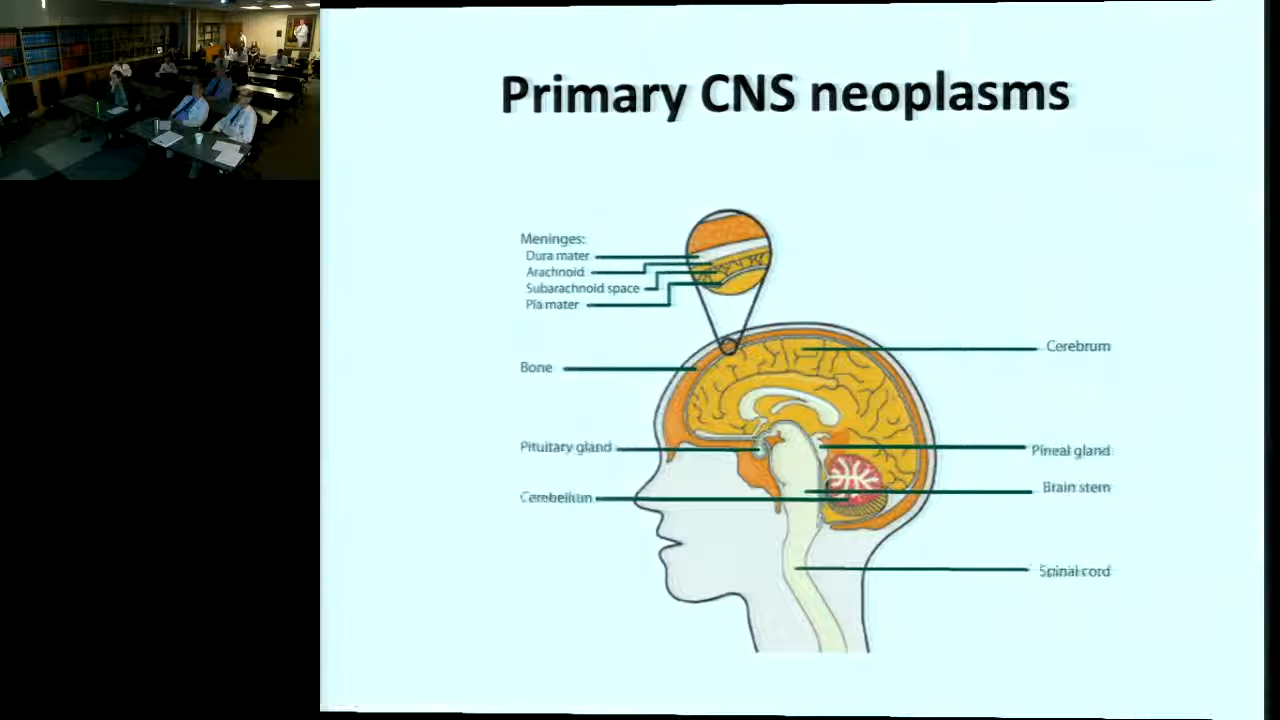 Primary CNS neoplasms
Meninges:
Dura mater
Arachnoid
Subarachnoid space
Pia mater
Bone
Cerebrum
Pituitary gland
Pineal gland
Brain stem
Cerebellum
Spinal cord